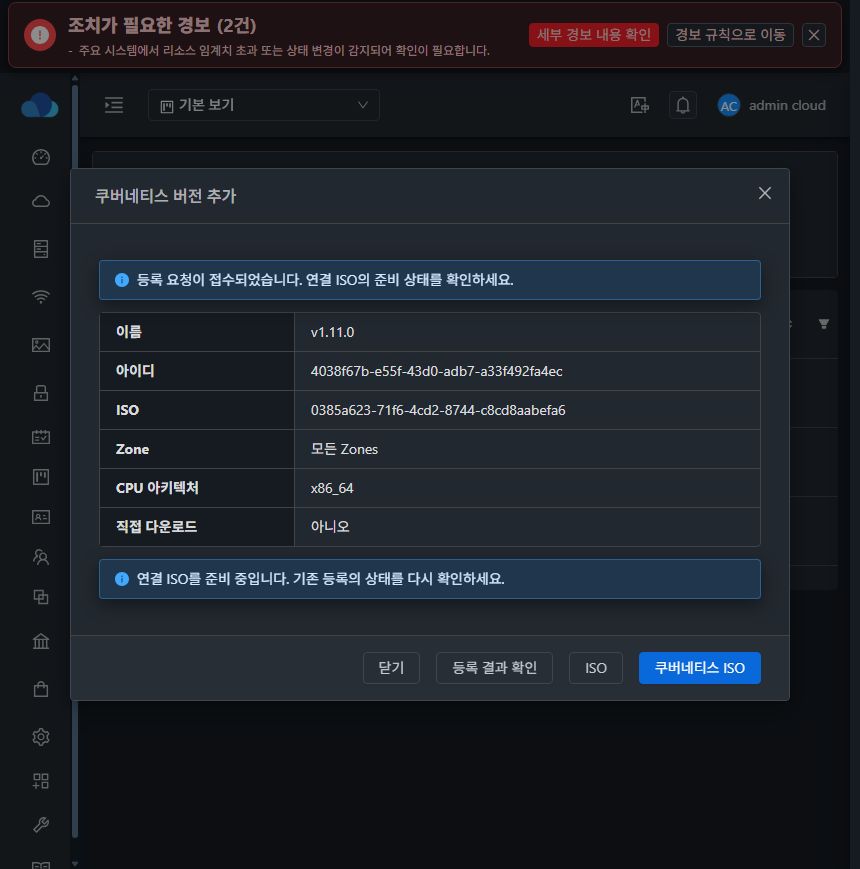 조치가 필요한 경보 (2건)
- 주요 시스템에서 리소스 임계치 초과 또는 상태 변경이 감지되어 확인이 필요합니다.
세부 경보 내용 확인
경보 규칙으로 이동
기본 보기
AC
admin cloud
쿠버네티스 버전 추가
등록 요청이 접수되었습니다. 연결 ISO의 준비 상태를 확인하세요.
이름 v1.11.0
아이디 4038f67b-e55f-43d0-adb7-a33f492fa4ec
ISO 0385a623-71f6-4cd2-8744-c8cd8aabefa6
Zone 모든 Zones
CPU 아키텍처 x86_64
직접 다운로드 아니오
연결 ISO를 준비 중입니다. 기존 등록의 상태를 다시 확인하세요.
닫기
등록 결과 확인
ISO
쿠버네티스 ISO